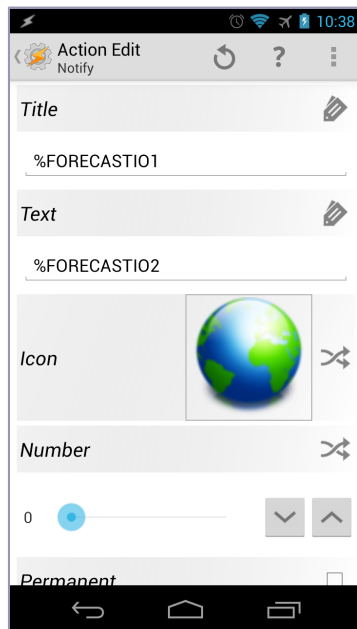 10:38
Action Edit
Notify
?
Title
%FORECASTIO1
Text
%FORECASTIO2
Icon
Number
0
Permanent